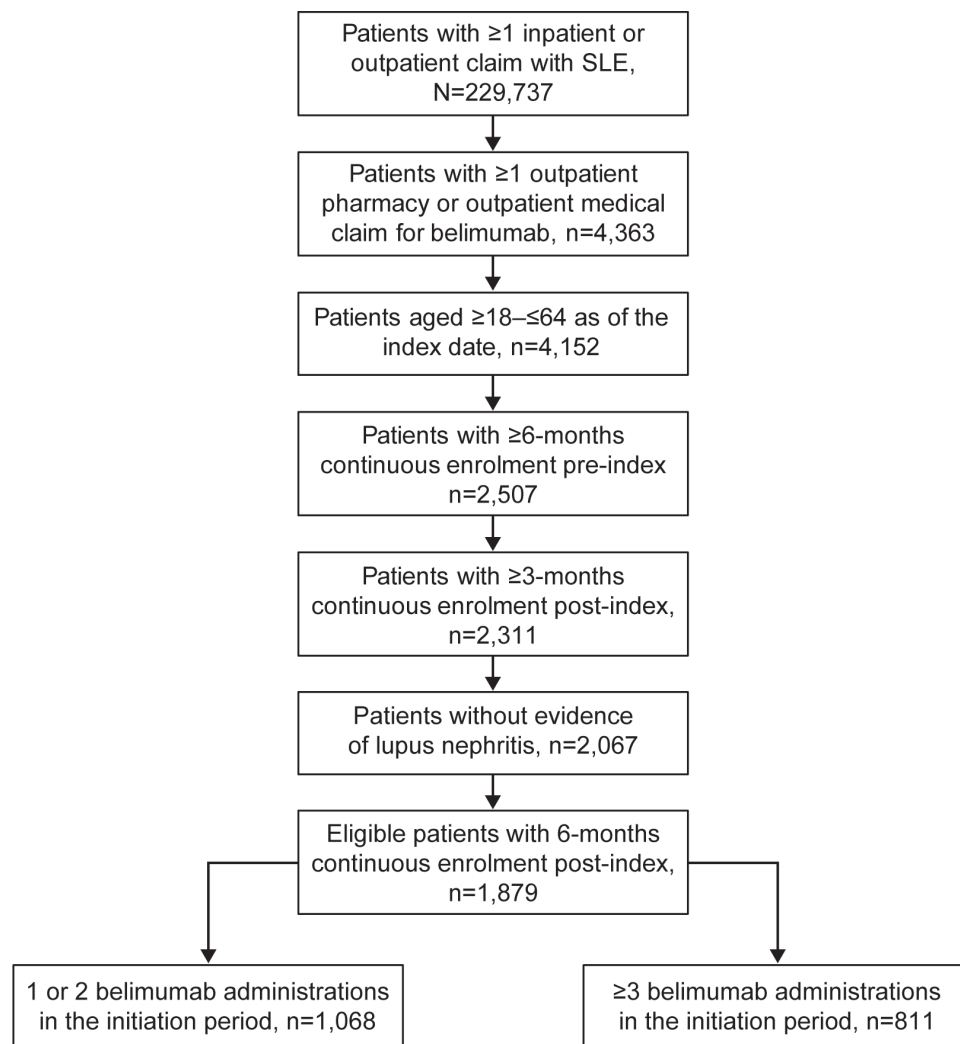 Patients with ≥1 inpatient or
outpatient claim with SLE,
N=229,737
Patients with ≥1 outpatient
pharmacy or outpatient medical
claim for belimumab, n=4,363
Patients aged ≥18–≤64 as of the
index date, n=4,152
Patients with ≥6-months
continuous enrolment pre-index
n=2,507
Patients with ≥3-months
continuous enrolment post-index,
n=2,311
Patients without evidence
of lupus nephritis, n=2,067
Eligible patients with 6-months
continuous enrolment post-index,
n=1,879
1 or 2 belimumab administrations
in the initiation period, n=1,068
≥3 belimumab administrations
in the initiation period, n=811